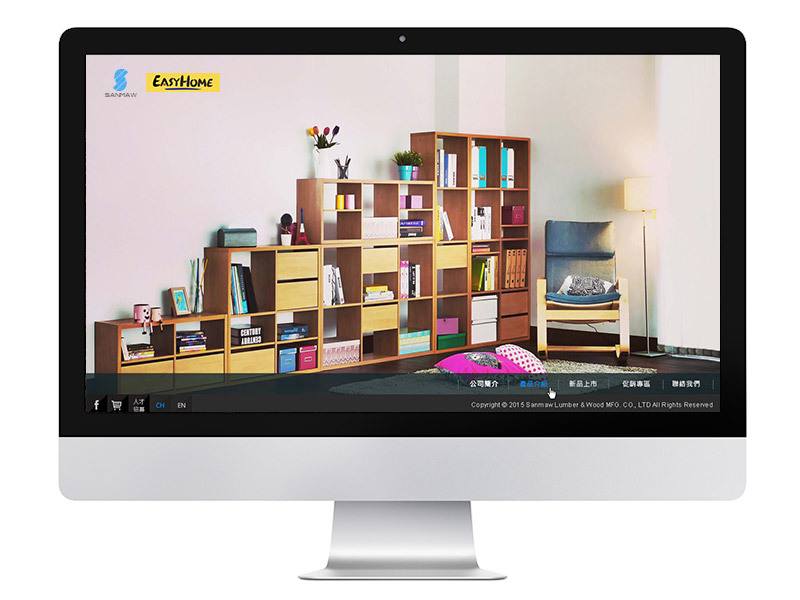 SANMAW
EASYHOME
CENTURY
CENTURY
公司簡介 產品介紹 新品上市 促銷專區 聯絡我們
f 人才招募 CH EN
Copyright © 2015 Sanmaw Lumber & Wood MFG. CO., LTD All Rights Reserved